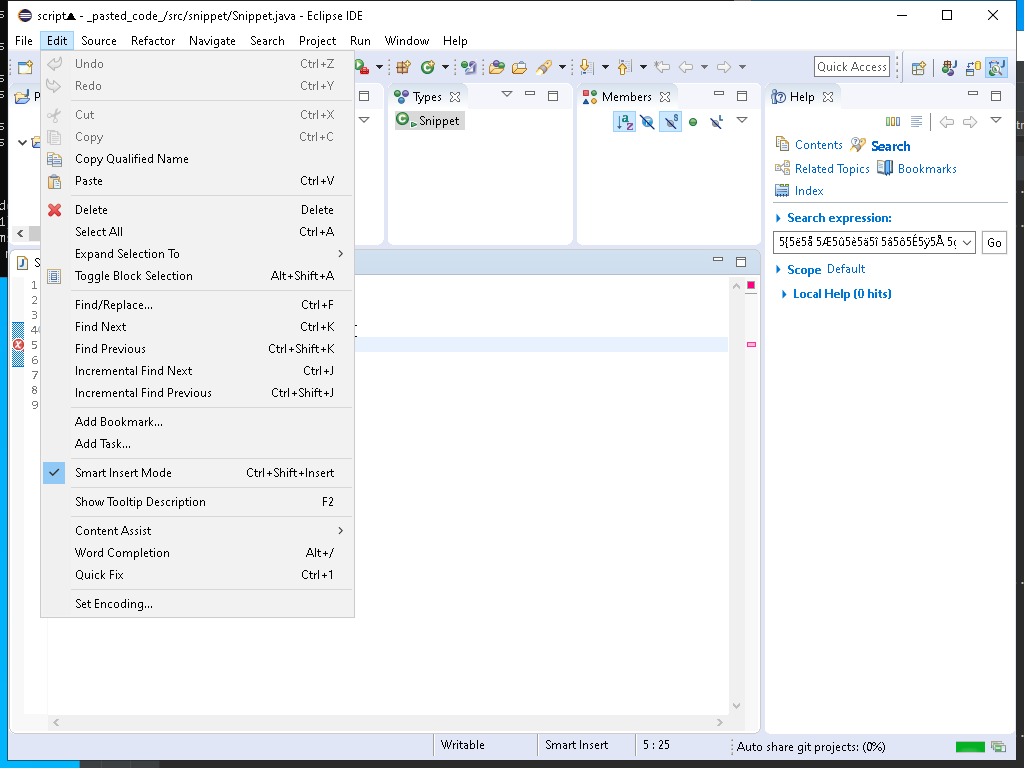 script▲ - _pasted_code_/src/snippet/Snippet.java - Eclipse IDE
File Edit Source Refactor Navigate Search Project Run Window Help
Quick Access
Undo Ctrl+Z
Redo Ctrl+Y
Cut Ctrl+X
Copy Ctrl+C
Copy Qualified Name
Paste Ctrl+V
Delete Delete
Select All Ctrl+A
Expand Selection To
Toggle Block Selection Alt+Shift+A
Find/Replace... Ctrl+F
Find Next Ctrl+K
Find Previous Ctrl+Shift+K
Incremental Find Next Ctrl+J
Incremental Find Previous Ctrl+Shift+J
Add Bookmark...
Add Task...
Smart Insert Mode Ctrl+Shift+Insert
Show Tooltip Description F2
Content Assist
Word Completion Alt+/
Quick Fix Ctrl+1
Set Encoding...
Types
Snippet
Members
Help
Contents Search
Related Topics Bookmarks
Index
Search expression:
Go
Scope Default
Local Help (0 hits)
1
2
3
4
5
6
7
8
9
Writable Smart Insert 5 : 25 Auto share git projects: (0%)